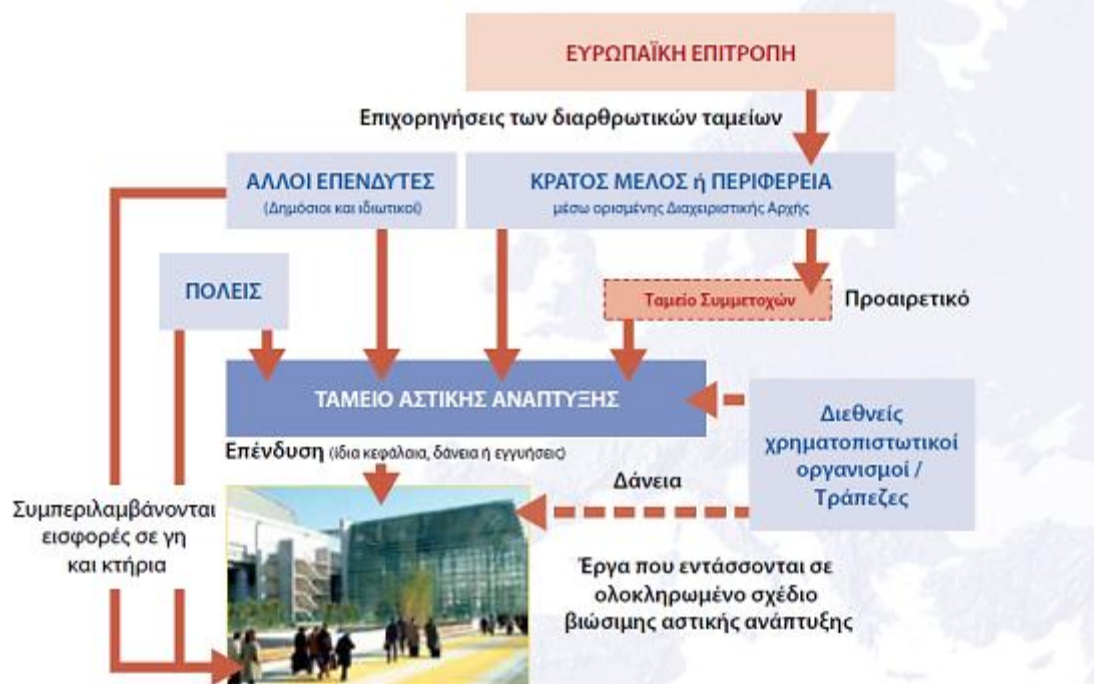 ΕΥΡΩΠΑΪΚΗ ΕΠΙΤΡΟΠΗ
Επιχορηγήσεις των διαρθρωτικών ταμείων
ΑΛΛΟΙ ΕΠΕΝΔΥΤΕΣ
(Δημόσιοι και ιδιωτικοί)
ΚΡΑΤΟΣ ΜΕΛΟΣ ή ΠΕΡΙΦΕΡΕΙΑ
μέσω ορισμένης Διαχειριστικής Αρχής
ΠΟΛΕΙΣ
Ταμείο Συμμετοχών
Προαιρετικό
ΤΑΜΕΙΟ ΑΣΤΙΚΗΣ ΑΝΑΠΤΥΞΗΣ
Διεθνείς
χρηματοπιστωτικοί
οργανισμοί /
Τράπεζες
Επένδυση (ίδια κεφάλαια, δάνεια ή εγγυήσεις)
Δάνεια
Συμπεριλαμβάνονται
εισφορές σε γη
και κτήρια
Έργα που εντάσσονται σε
ολοκληρωμένο σχέδιο
βιώσιμης αστικής ανάπτυξης